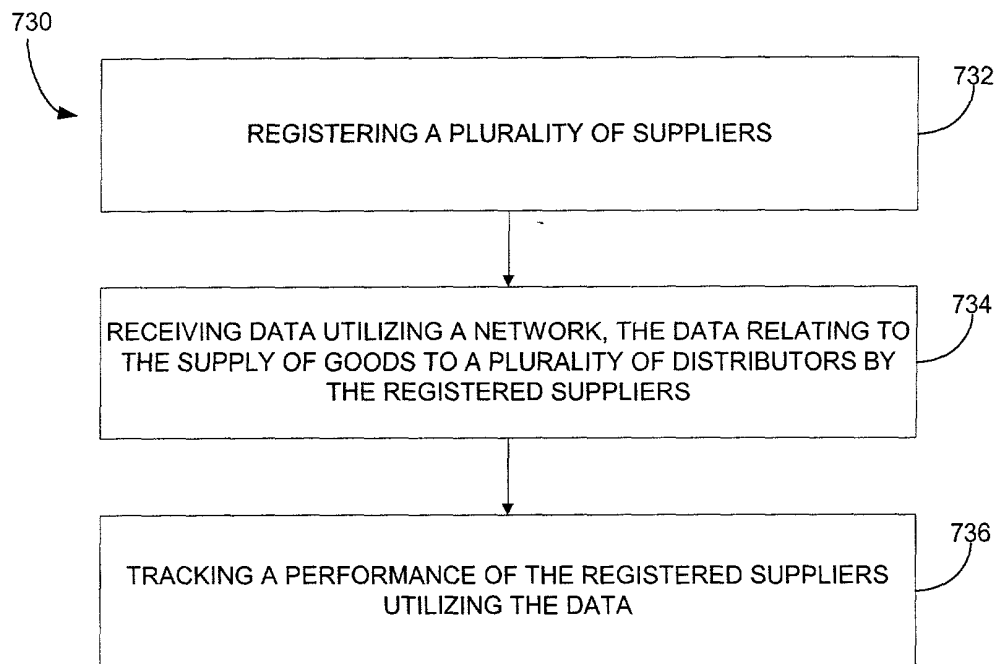 730
732
REGISTERING A PLURALITY OF SUPPLIERS
734
RECEIVING DATA UTILIZING A NETWORK, THE DATA RELATING TO
THE SUPPLY OF GOODS TO A PLURALITY OF DISTRIBUTORS BY
THE REGISTERED SUPPLIERS
736
TRACKING A PERFORMANCE OF THE REGISTERED SUPPLIERS
UTILIZING THE DATA